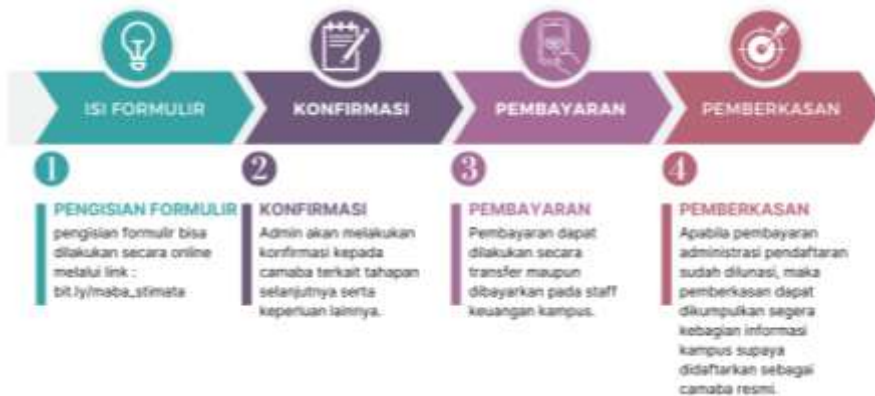 ISI FORMULIR
KONFIRMASI
PEMBAYARAN
PEMBERKASAN
1
PENGISIAN FORMULIR
pengisian formulir bisa
dilakukan secara online
melalui link :
bit.ly/maba_stimata
2
KONFIRMASI
Admin akan melakukan
konfirmasi kepada
camaba terkait tahapan
selanjutnya serta
keperluan lainnya.
3
PEMBAYARAN
Pembayaran dapat
dilakukan secara
transfer maupun
dibayarkan pada staff
keuangan kampus.
4
PEMBERKASAN
Apabila pembayaran
administrasi pendaftaran
sudah dilunasi, maka
pemberkasan dapat
dikumpulkan segera
kebagian informasi
kampus supaya
didaftarkan sebagai
camaba resmi.